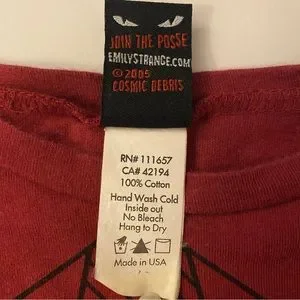 JOIN THE POSSE
EMILYSTRANGE.COM
©2005
COSMIC DEBRIS
RN# 111657
CA# 42194
100% Cotton
Hand Wash Cold
Inside out
No Bleach
Hang to Dry
Made in USA